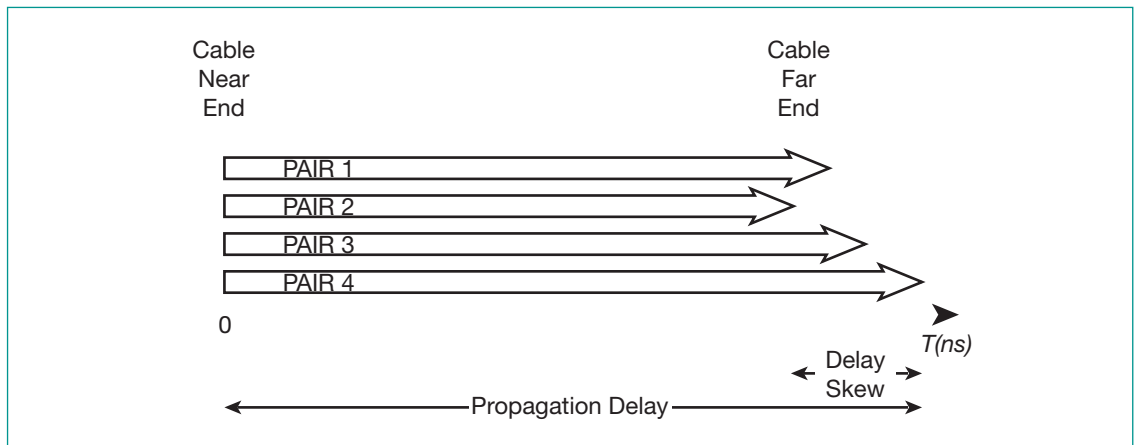 Cable
Near
End
Cable
Far
End
PAIR 1
PAIR 2
PAIR 3
PAIR 4
0
T(ns)
Delay
Skew
Propagation Delay